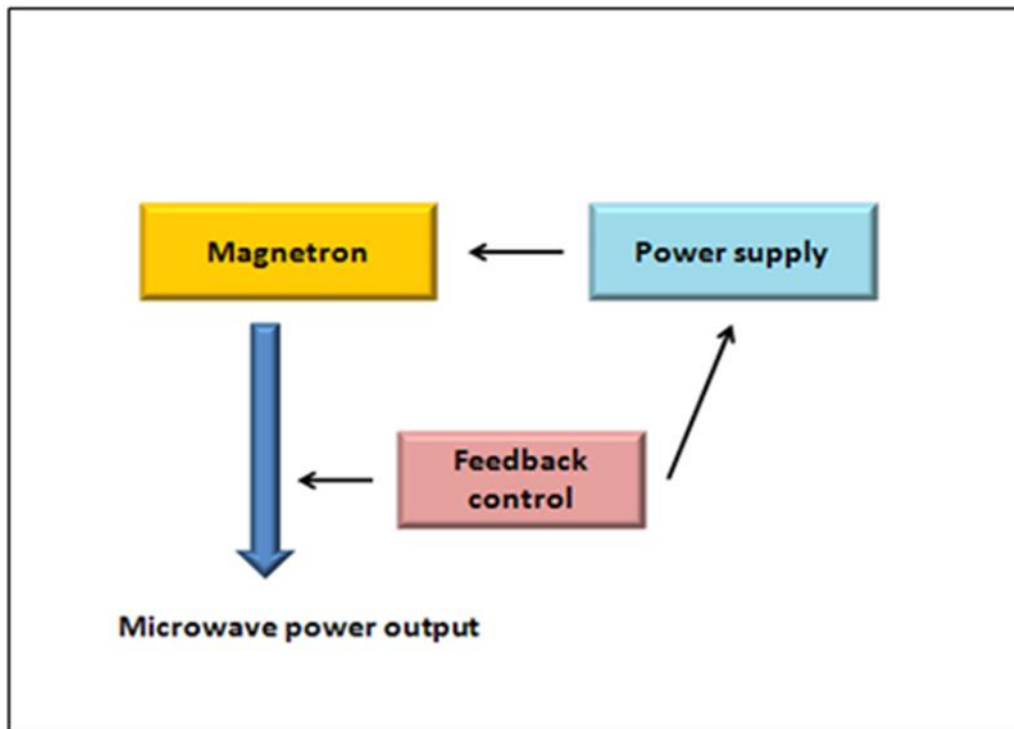 Magnetron
Power supply
Feedback
control
Microwave power output